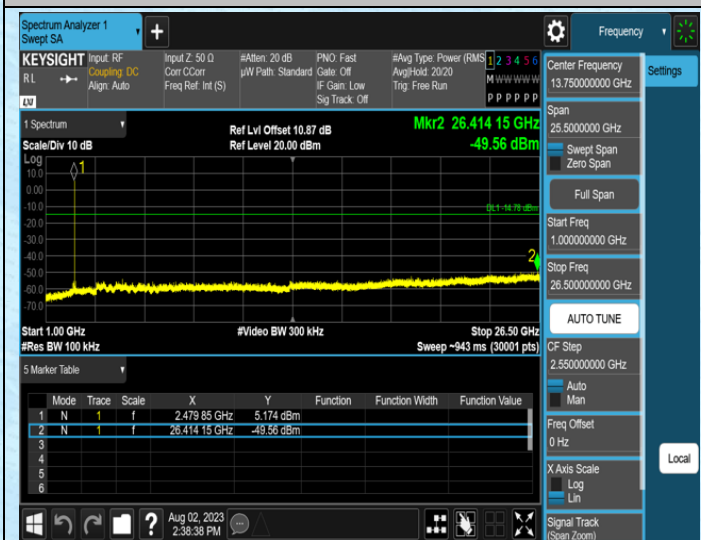 Spectrum Analyzer 1
Swept SA
Frequency
KEYSIGHT
Input: RF
Input Z: 50 Ω
#Atten: 20 dB
PNO: Fast
#Avg Type: Power (RMS
1 2 3 4 5 6
RL
Coupling: DC
Corr CCorr
µW Path: Standard
Gate: Off
Avg|Hold: 20/20
M W W W W W
Align: Auto
Freq Ref: Int (S)
IF Gain: Low
Trig: Free Run
Sig Track: Off
P P P P P P
LXI
1 Spectrum
Ref Lvl Offset 10.87 dB
Mkr2 26.414 15 GHz
Scale/Div 10 dB
Ref Level 20.00 dBm
-49.56 dBm
Log
10.0
0.00
-10.0
-20.0
-30.0
-40.0
-50.0
-60.0
-70.0
1
DL1 -14.78 dBm
2
Start 1.00 GHz
#Video BW 300 kHz
Stop 26.50 GHz
#Res BW 100 kHz
Sweep ~943 ms (30001 pts)
5 Marker Table
Mode Trace Scale X Y Function Function Width Function Value
1 N 1 f 2.479 85 GHz 5.174 dBm
2 N 1 f 26.414 15 GHz -49.56 dBm
3
4
5
6
Aug 02, 2023
2:38:38 PM
Center Frequency
13.750000000 GHz
Settings
Span
25.5000000 GHz
Swept Span
Zero Span
Full Span
Start Freq
1.000000000 GHz
Stop Freq
26.500000000 GHz
AUTO TUNE
CF Step
2.550000000 GHz
Auto
Man
Freq Offset
0 Hz
X Axis Scale
Log
Lin
Local
Signal Track
(Span Zoom)